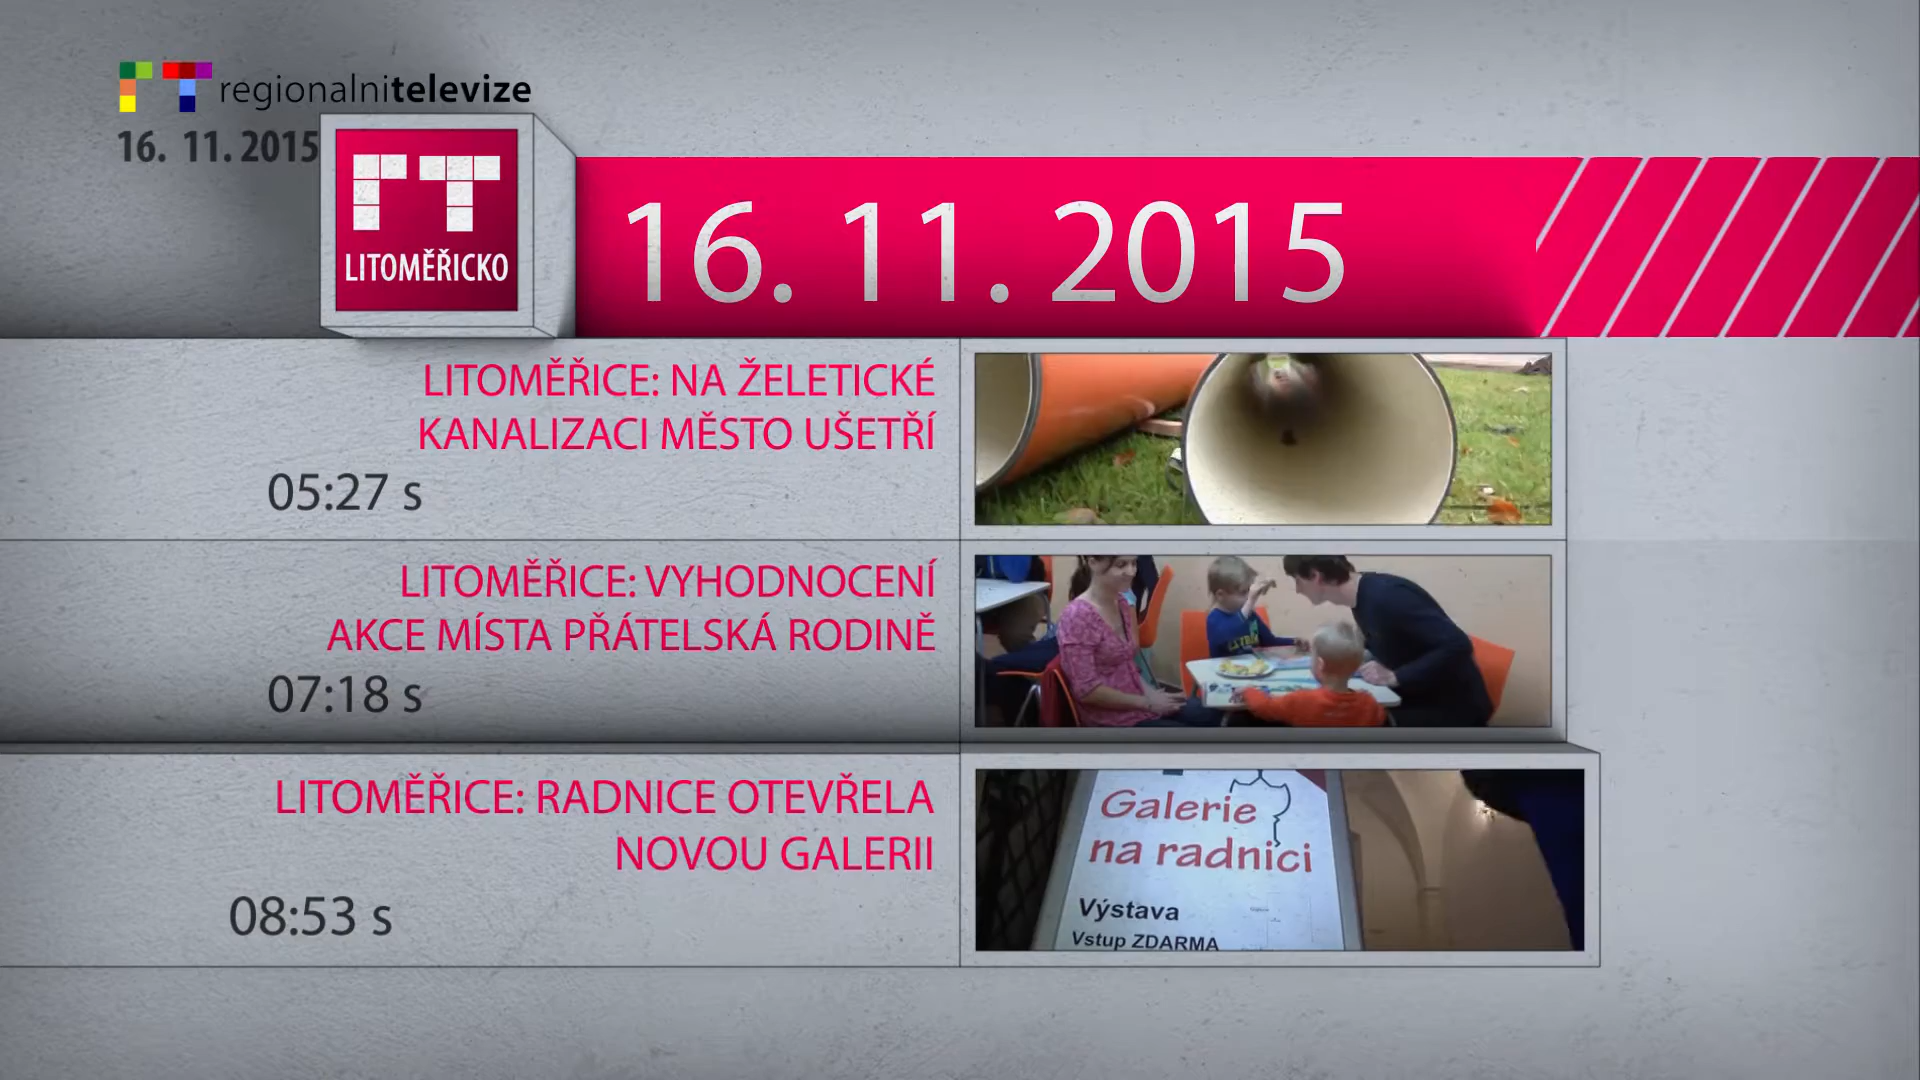 regionalnitelevize
16. 11. 2015
LITOMĚŘICKO
16. 11. 2015
LITOMĚŘICE: NA ŽELETICKÉ
KANALIZACI MĚSTO UŠETŘÍ
05:27 s
LITOMĚŘICE: VYHODNOCENÍ
AKCE MÍSTA PŘÁTELSKÁ RODINĚ
07:18 s
LITOMĚŘICE: RADNICE OTEVŘELA
NOVOU GALERII
08:53 s
Galerie
na radnici
Výstava
Vstup ZDARMA